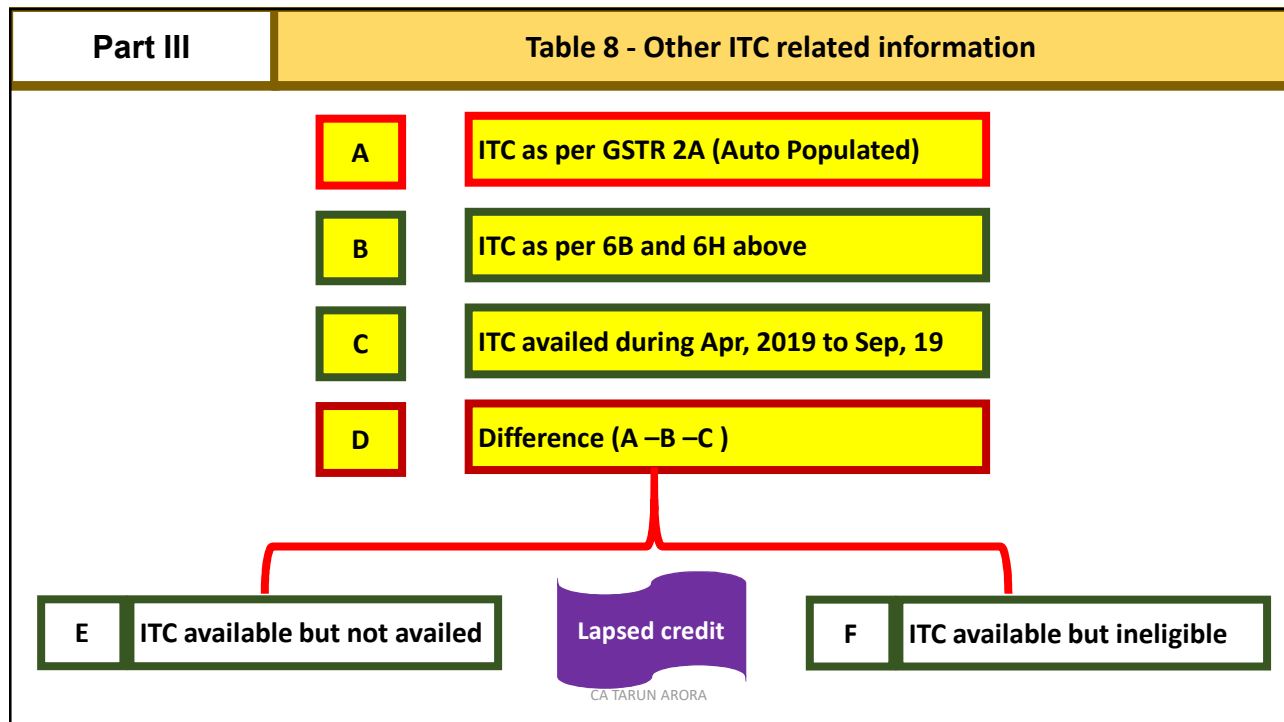 Part III
Table 8 - Other ITC related information
A
ITC as per GSTR 2A (Auto Populated)
B
ITC as per 6B and 6H above
C
ITC availed during Apr, 2019 to Sep, 19
D
Difference (A –B –C )
E
ITC available but not availed
Lapsed credit
F
ITC available but ineligible
CA TARUN ARORA